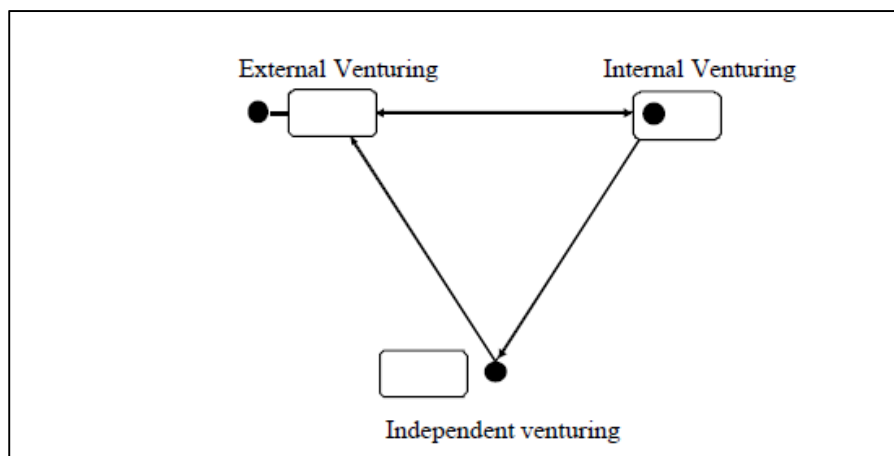 External Venturing
Internal Venturing
Independent venturing